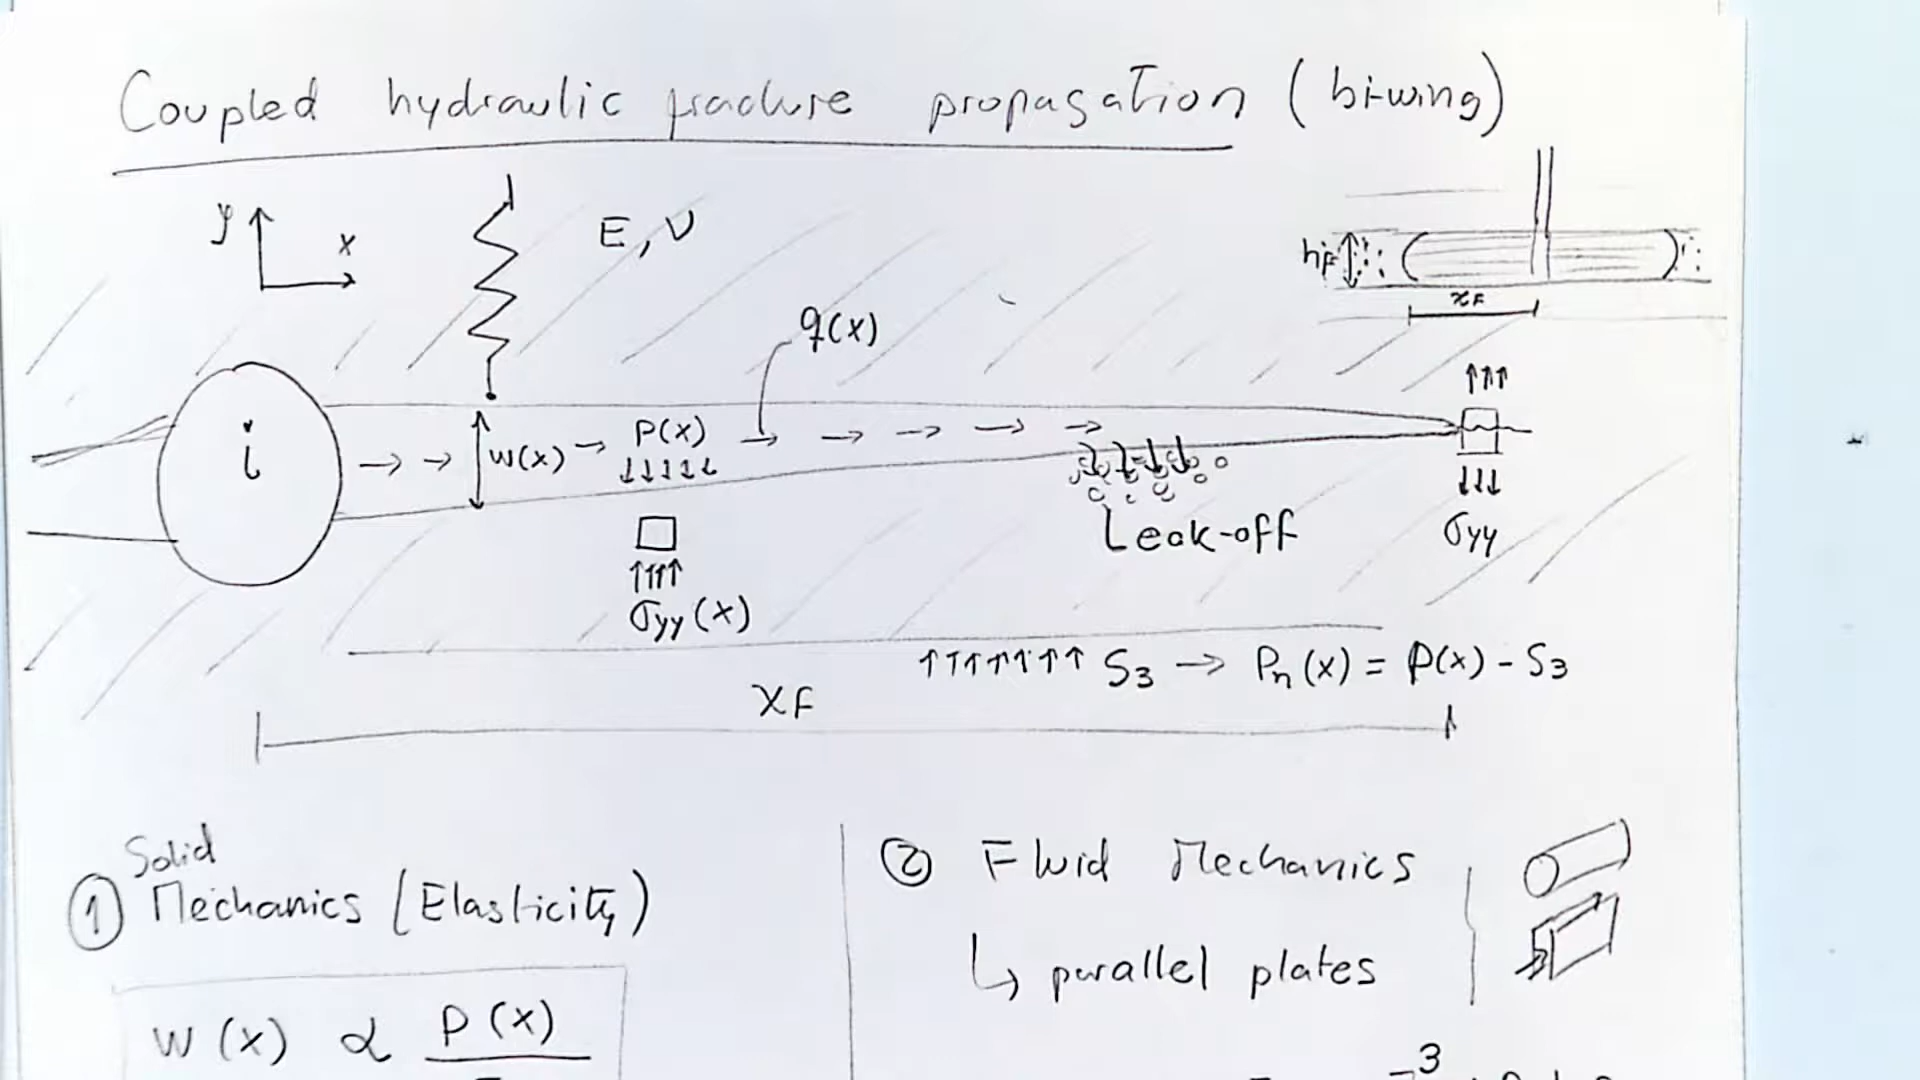 Coupled hydraulic fracture propagation (bi-wing)
y
x
E, ν
hF
xF
q(x)
i
w(x)
P(x)
σyy
Leak-off
σyy(x)
S3 → Pn(x) = P(x) - S3
xF
① Solid
Mechanics (Elasticity)
w(x) ∝ P(x)
② Fluid Mechanics
↳ parallel plates
3